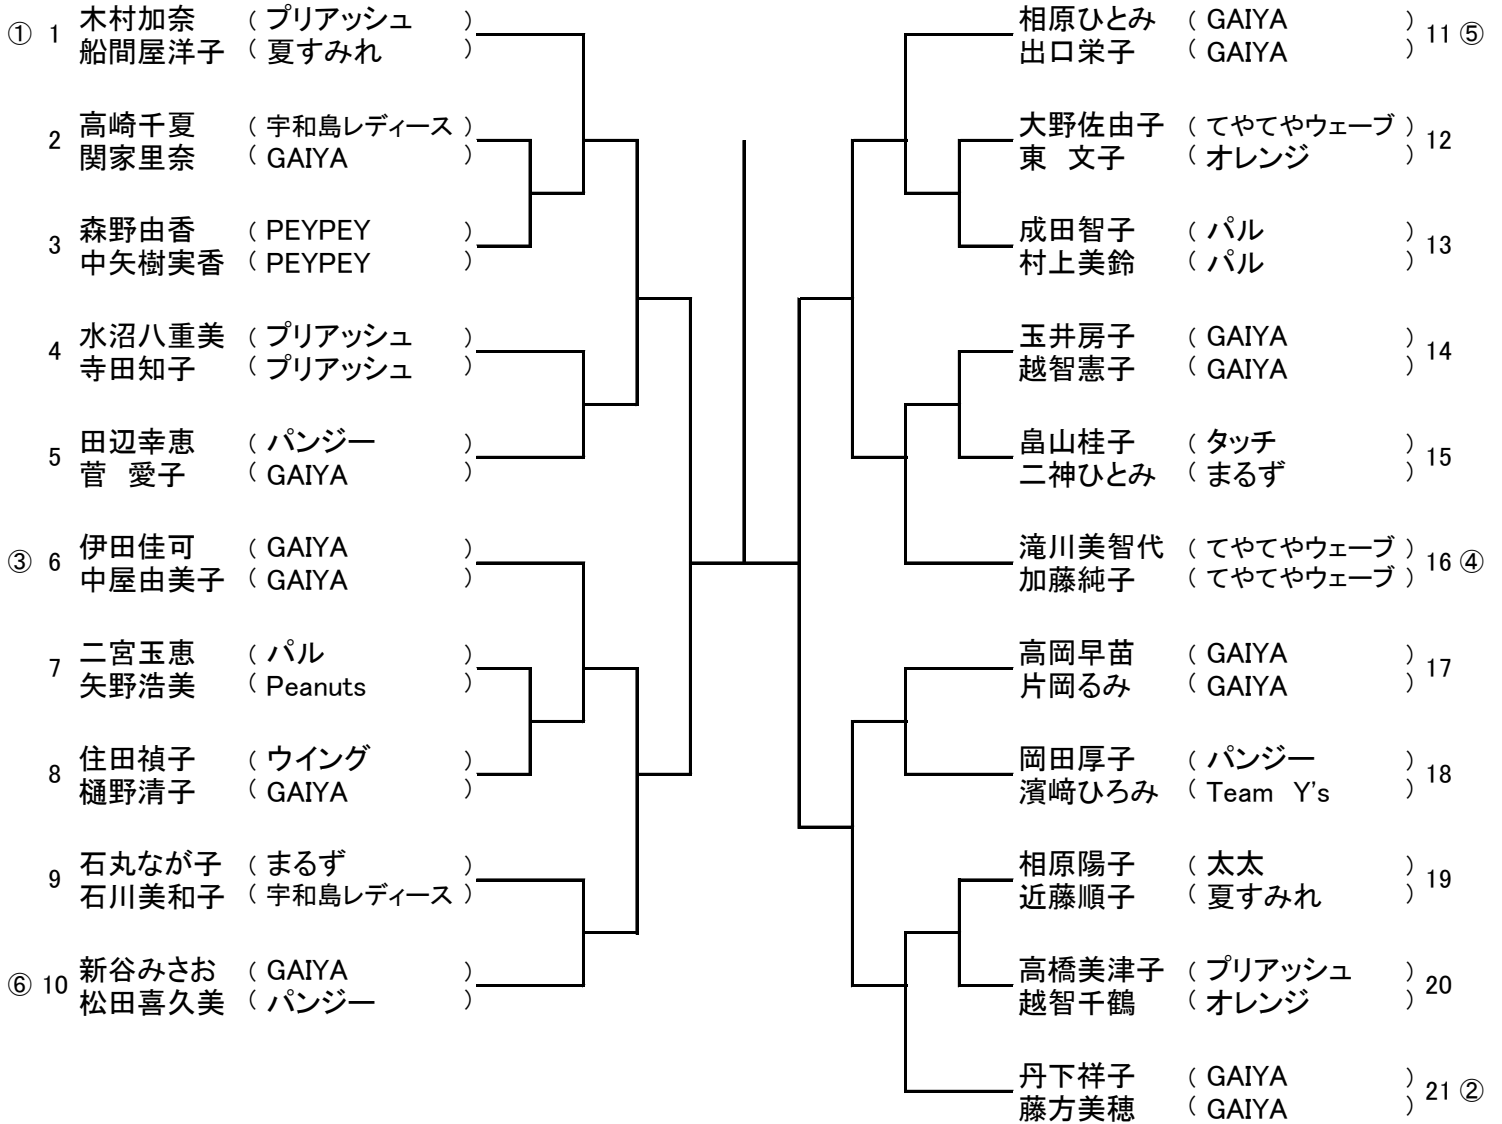 ① 1 木村加奈 ( プリアッシュ )
船間屋洋子 ( 夏すみれ )
2 高崎千夏 ( 宇和島レディース )
関家里奈 ( GAIYA )
3 森野由香 ( PEYPEY )
中矢樹実香 ( PEYPEY )
4 水沼八重美 ( プリアッシュ )
寺田知子 ( プリアッシュ )
5 田辺幸恵 ( パンジー )
菅　愛子 ( GAIYA )
③ 6 伊田佳可 ( GAIYA )
中屋由美子 ( GAIYA )
7 二宮玉恵 ( パル )
矢野浩美 ( Peanuts )
8 住田禎子 ( ウイング )
樋野清子 ( GAIYA )
9 石丸なが子 ( まるず )
石川美和子 ( 宇和島レディース )
⑥ 10 新谷みさお ( GAIYA )
松田喜久美 ( パンジー )
相原ひとみ ( GAIYA ) 11 ⑤
出口栄子 ( GAIYA )
大野佐由子 ( てやてやウェーブ ) 12
東　文子 ( オレンジ )
成田智子 ( パル ) 13
村上美鈴 ( パル )
玉井房子 ( GAIYA ) 14
越智憲子 ( GAIYA )
畠山桂子 ( タッチ ) 15
二神ひとみ ( まるず )
滝川美智代 ( てやてやウェーブ ) 16 ④
加藤純子 ( てやてやウェーブ )
高岡早苗 ( GAIYA ) 17
片岡るみ ( GAIYA )
岡田厚子 ( パンジー ) 18
濱﨑ひろみ ( Team Y's )
相原陽子 ( 太太 ) 19
近藤順子 ( 夏すみれ )
高橋美津子 ( プリアッシュ ) 20
越智千鶴 ( オレンジ )
丹下祥子 ( GAIYA ) 21 ②
藤方美穂 ( GAIYA )